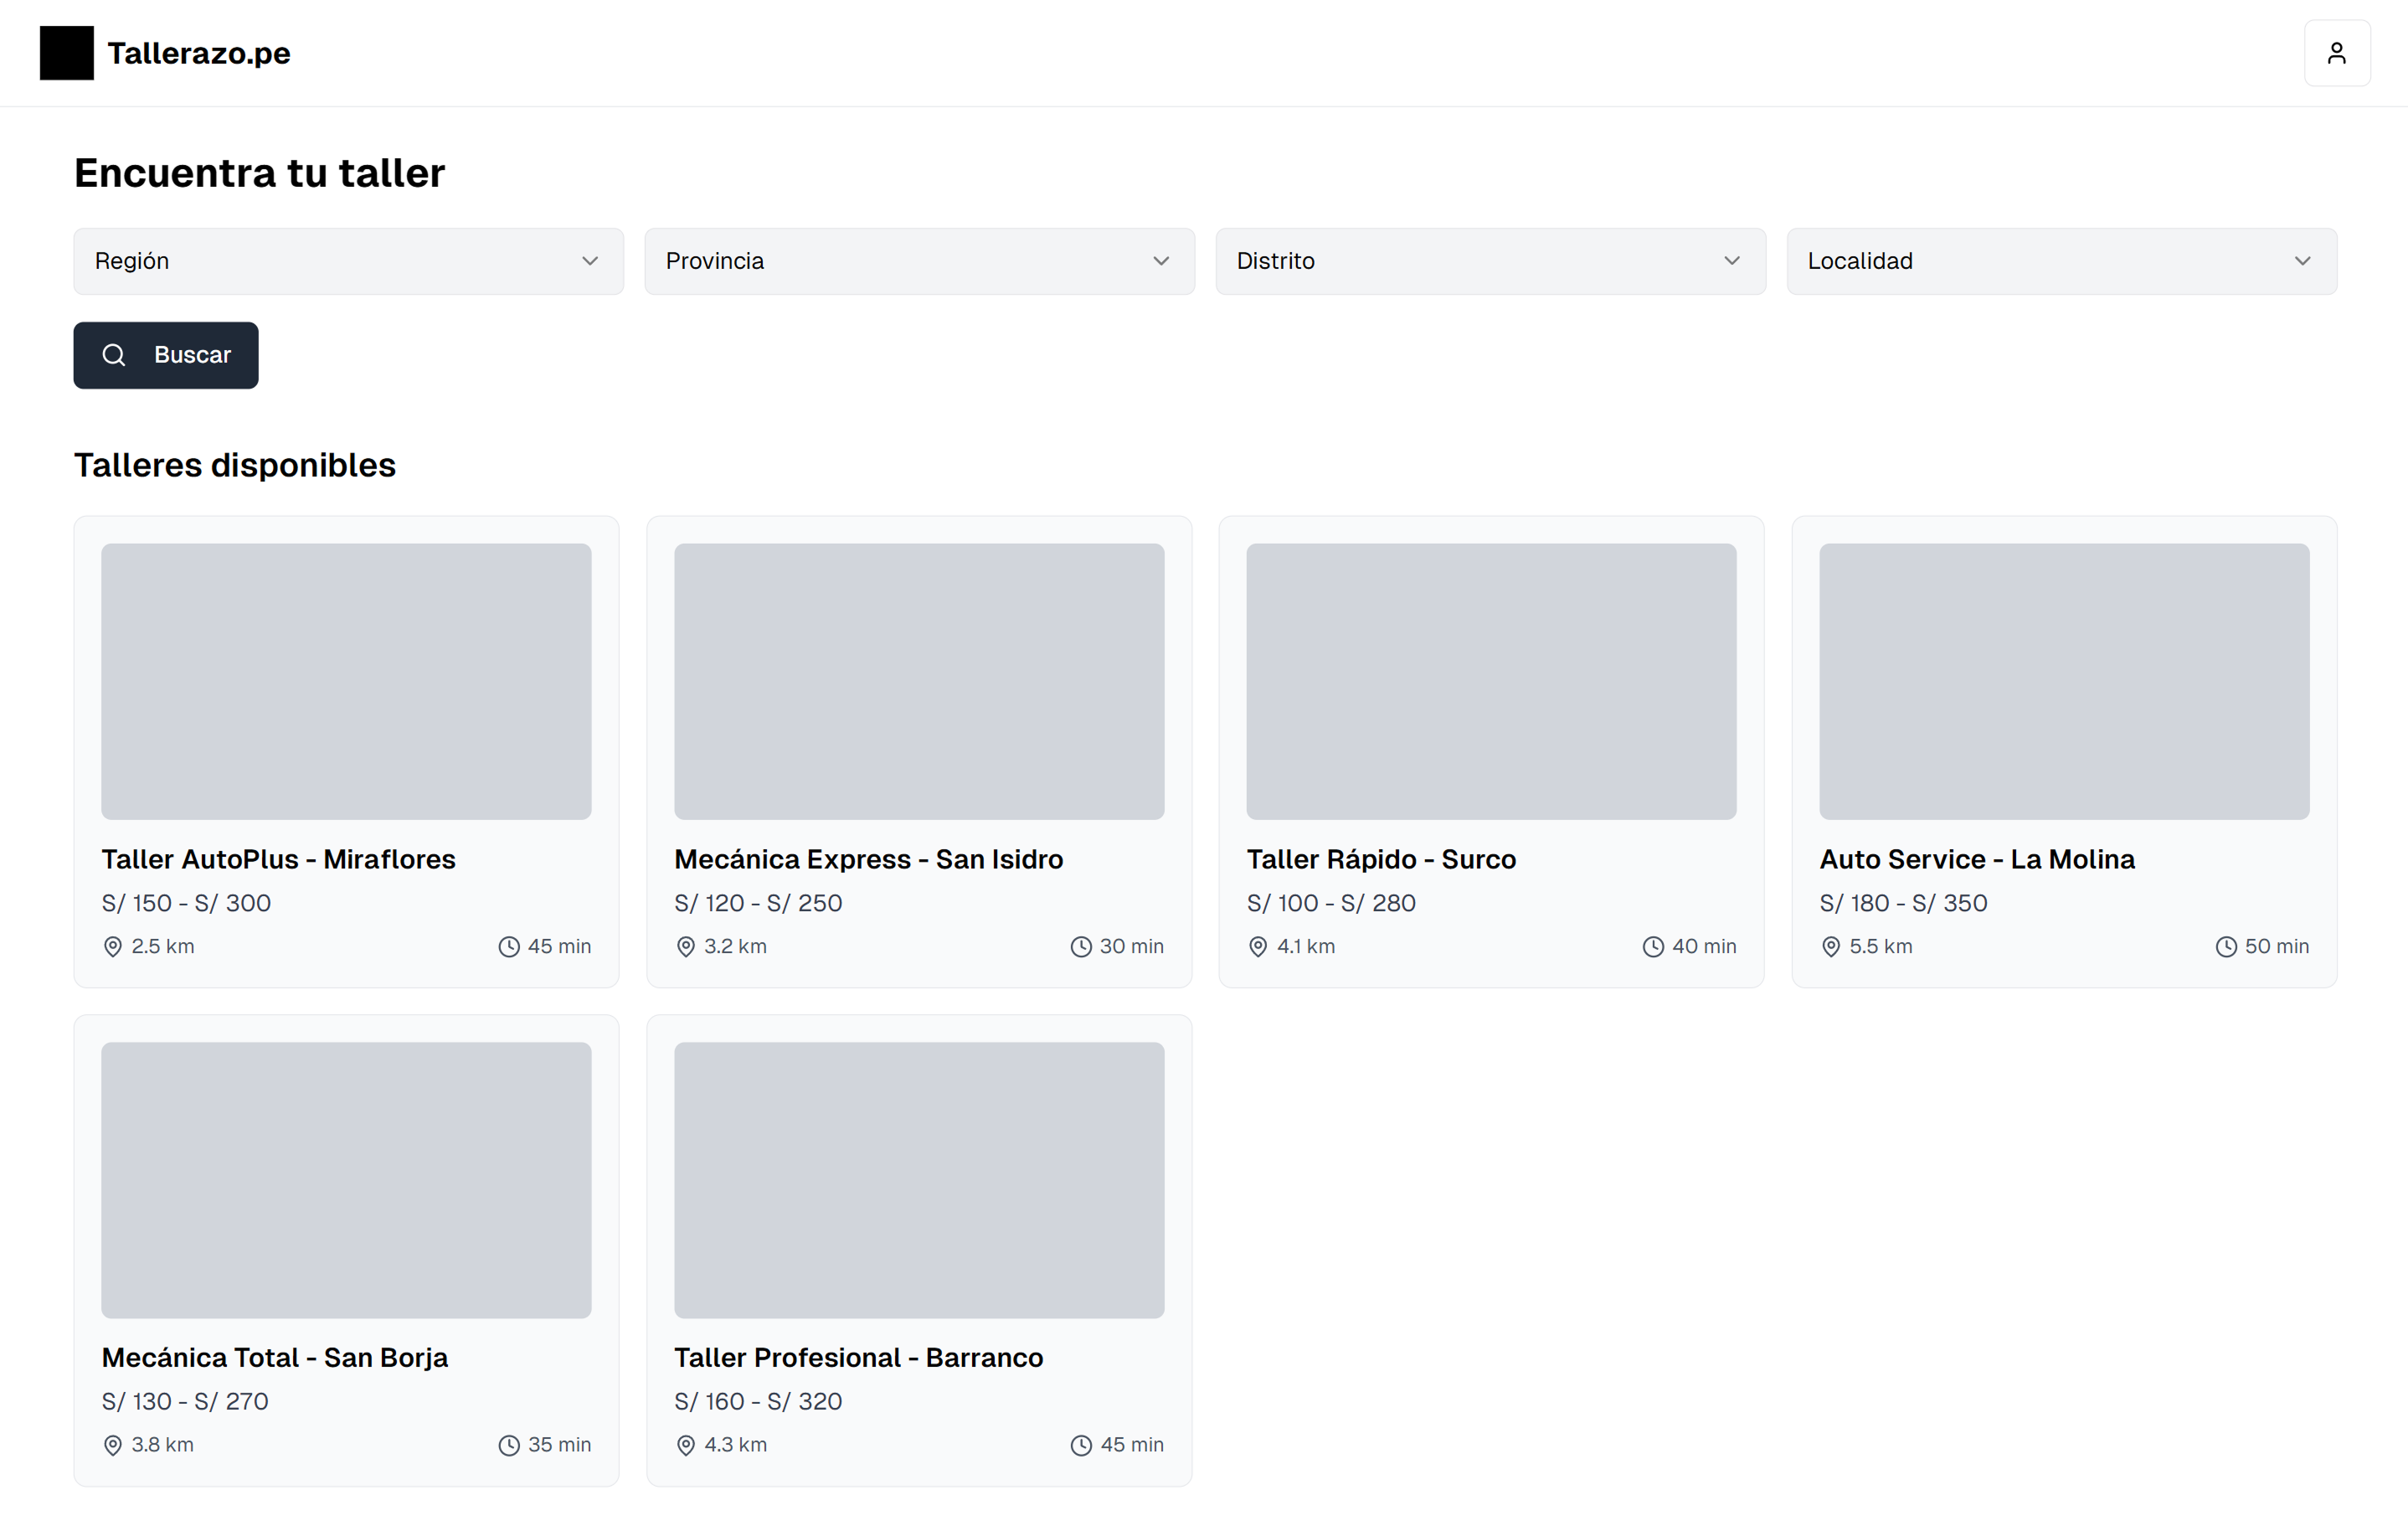 Tallerazo.pe
Encuentra tu taller
Región
Provincia
Distrito
Localidad
Buscar
Talleres disponibles
Taller AutoPlus - Miraflores
S/ 150 - S/ 300
2.5 km
45 min
Mecánica Express - San Isidro
S/ 120 - S/ 250
3.2 km
30 min
Taller Rápido - Surco
S/ 100 - S/ 280
4.1 km
40 min
Auto Service - La Molina
S/ 180 - S/ 350
5.5 km
50 min
Mecánica Total - San Borja
S/ 130 - S/ 270
3.8 km
35 min
Taller Profesional - Barranco
S/ 160 - S/ 320
4.3 km
45 min